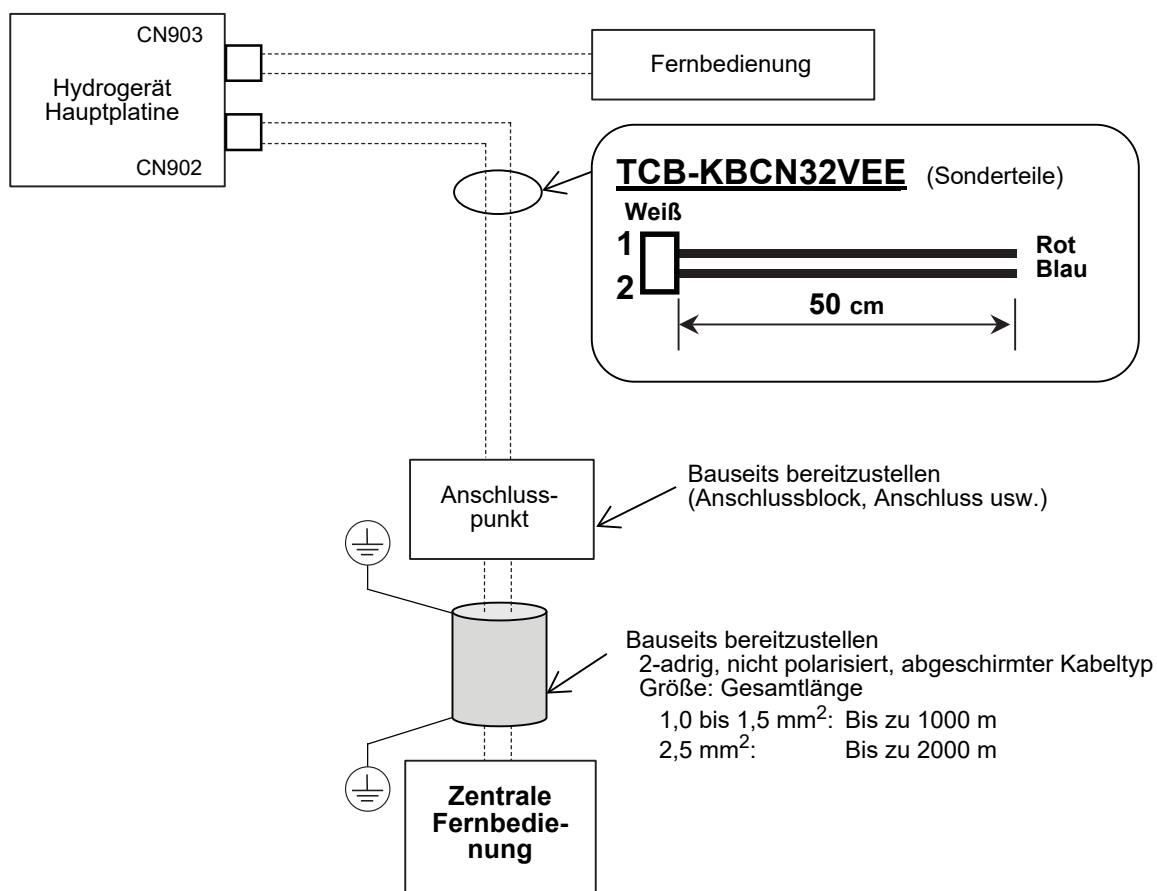 CN903
Hydrogerät
Hauptplatine
CN902
Fernbedienung
TCB-KBCN32VEE (Sonderteile)
Weiß
1
2
Rot
Blau
50 cm
Anschluss-
punkt
Bauseits bereitzustellen
(Anschlussblock, Anschluss usw.)
Bauseits bereitzustellen
2-adrig, nicht polarisiert, abgeschirmter Kabeltyp
Größe: Gesamtlänge
1,0 bis 1,5 mm²: Bis zu 1000 m
2,5 mm²: Bis zu 2000 m
Zentrale
Fernbedie-
nung